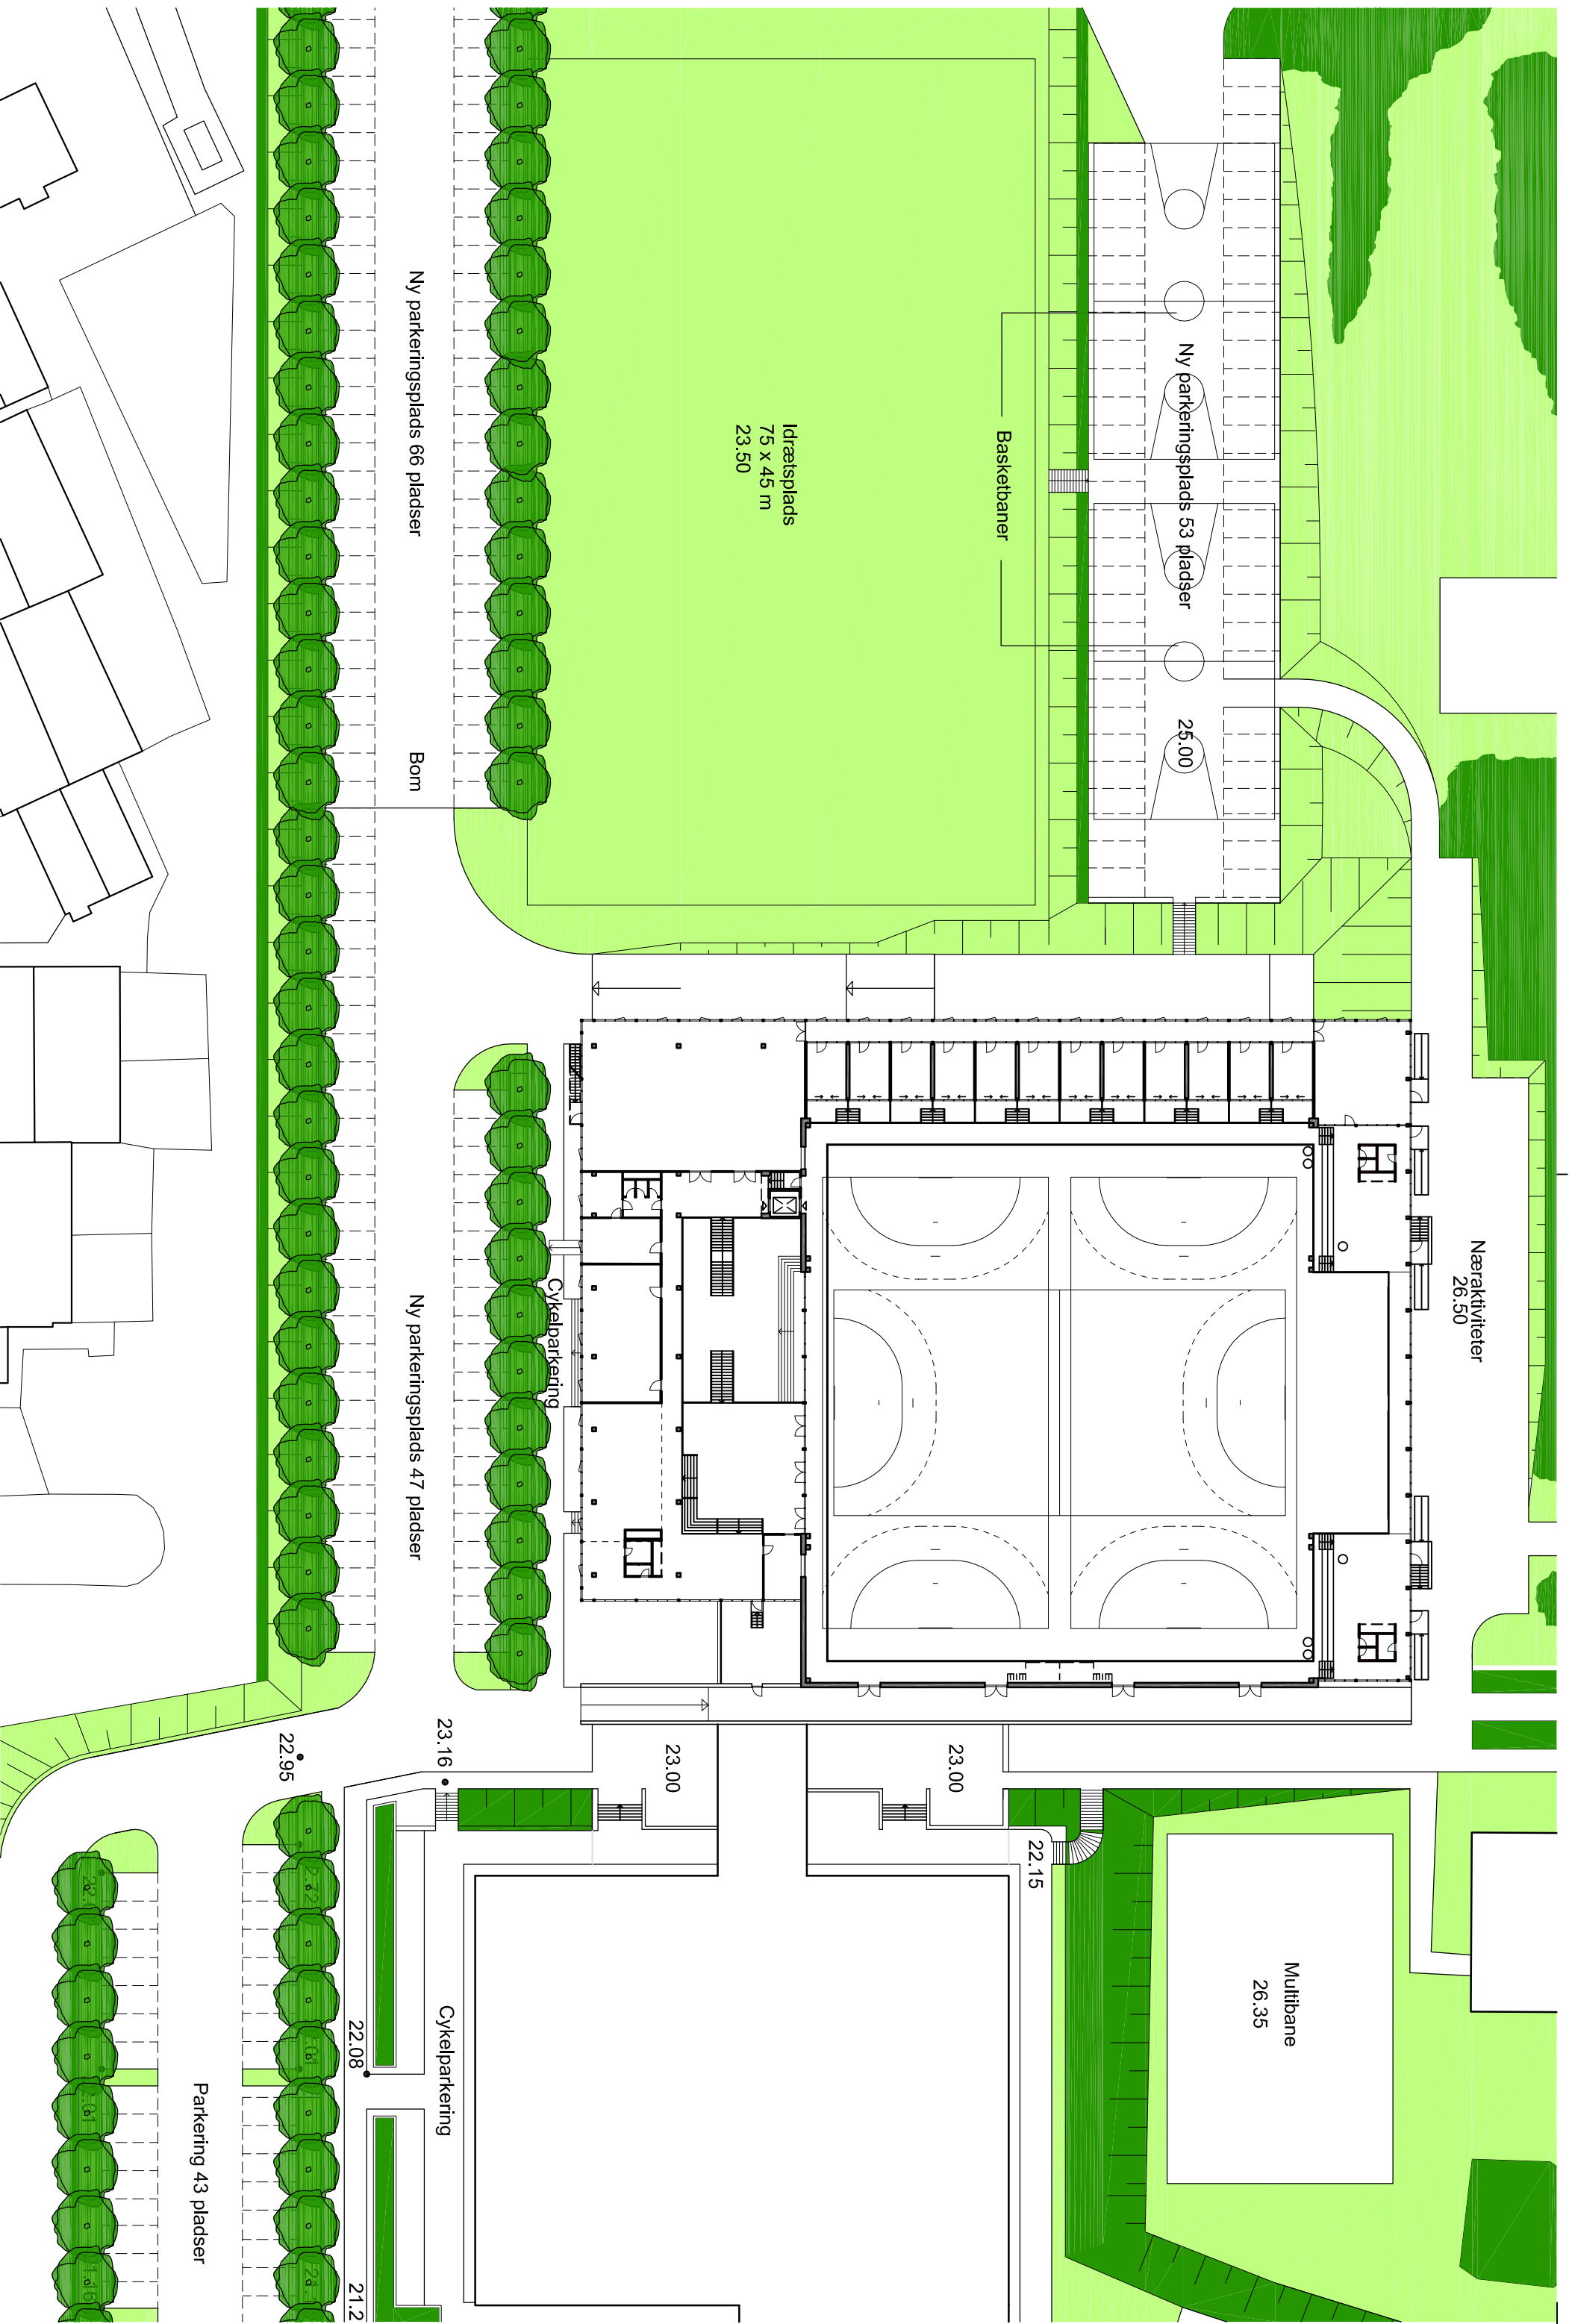 Næraktiviteter
26.50
Ny parkeringsplads 53 pladser
25.00
Basketbaner
Idrætsplads
75 x 45 m
23.50
Ny parkeringsplads 66 pladser
Bom
Cykelparkering
Ny parkeringsplads 47 pladser
Multibane
26.35
22.15
23.00
23.00
23.16
22.95
Cykelparkering
22.08
21.2
Parkering 43 pladser